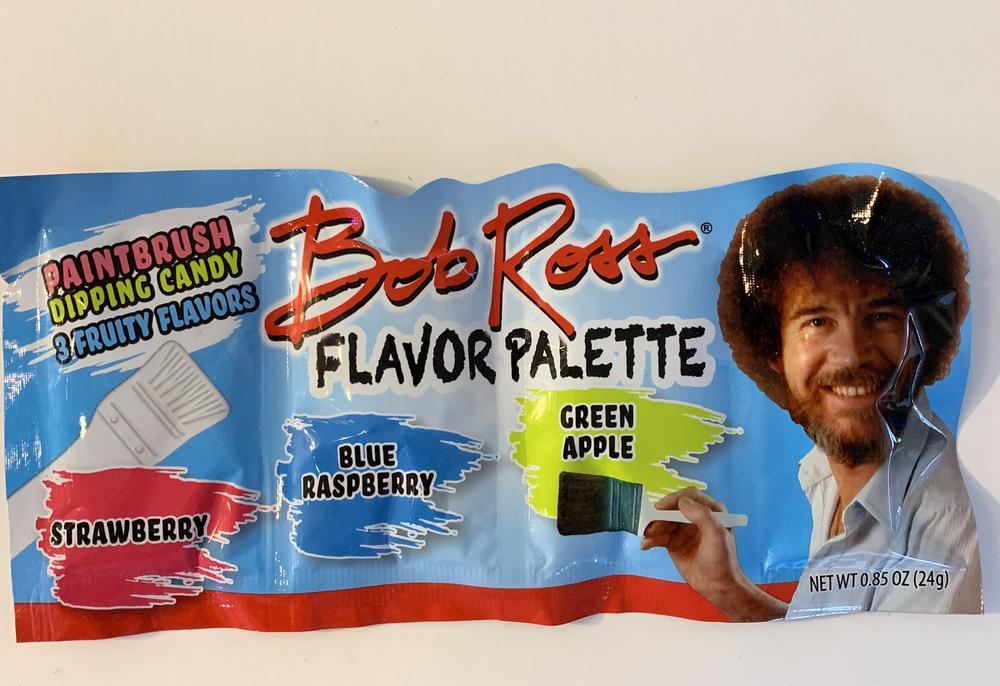 PAINTBRUSH
DIPPING CANDY
3 FRUITY FLAVORS
Bob Ross®
FLAVOR PALETTE
STRAWBERRY
BLUE
RASPBERRY
GREEN
APPLE
NET WT 0.85 OZ (24g)